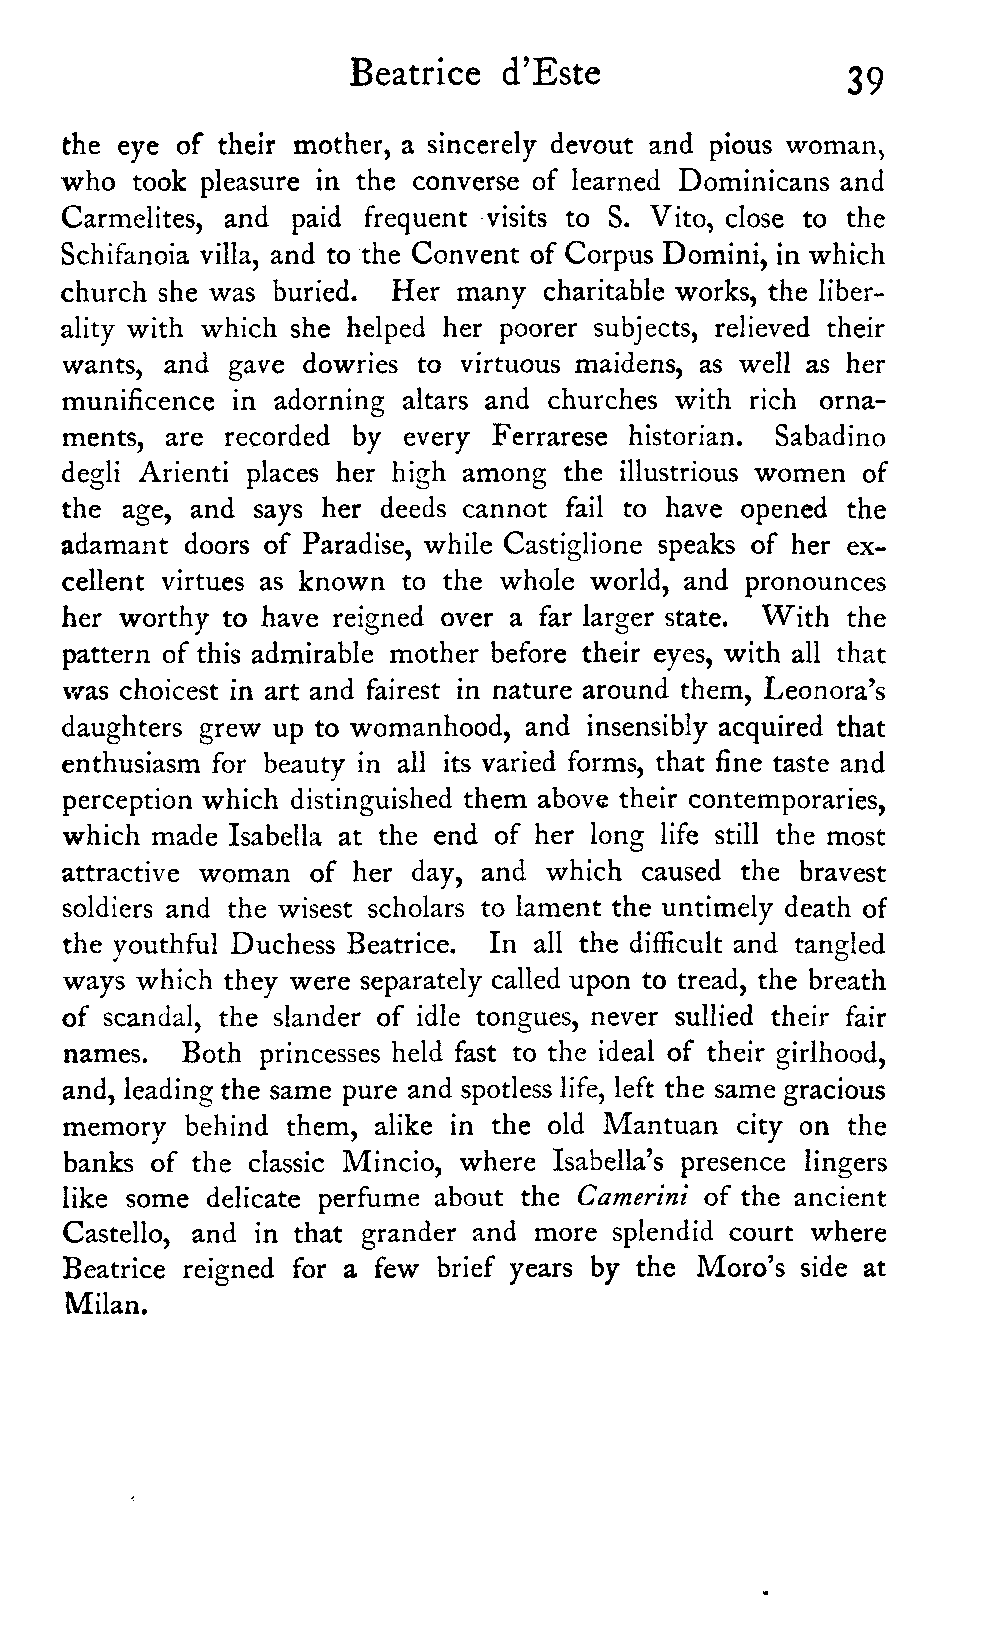 Beatrice d'Este 39
the eye of their mother, a sincerely devout and pious woman,
who took pleasure in the converse of learned Dominicans and
Carmelites, and paid frequent visits to S. Vito, close to the
Schifanoia villa, and to the Convent of Corpus Domini, in which
church she was buried. Her many charitable works, the liber-
ality with which she helped her poorer subjects, relieved their
wants, and gave dowries to virtuous maidens, as well as her
munificence in adorning altars and churches with rich orna-
ments, are recorded by every Ferrarese historian. Sabadino
degli Arienti places her high among the illustrious women of
the age, and says her deeds cannot fail to have opened the
adamant doors of Paradise, while Castiglione speaks of her ex-
cellent virtues as known to the whole world, and pronounces
her worthy to have reigned over a far larger state. With the
pattern of this admirable mother before their eyes, with all that
was choicest in art and fairest in nature around them, Leonora's
daughters grew up to womanhood, and insensibly acquired that
enthusiasm for beauty in all its varied forms, that fine taste and
perception which distinguished them above their contemporaries,
which made Isabella at the end of her long life still the most
attractive woman of her day, and which caused the bravest
soldiers and the wisest scholars to lament the untimely death of
the youthful Duchess Beatrice. In all the difficult and tangled
ways which they were separately called upon to tread, the breath
of scandal, the slander of idle tongues, never sullied their fair
names. Both princesses held fast to the ideal of their girlhood,
and, leading the same pure and spotless life, left the same gracious
memory behind them, alike in the old Mantuan city on the
banks of the classic Mincio, where Isabella's presence lingers
like some delicate perfume about the Camerini of the ancient
Castello, and in that grander and more splendid court where
Beatrice reigned for a few brief years by the Moro's side at
Milan.